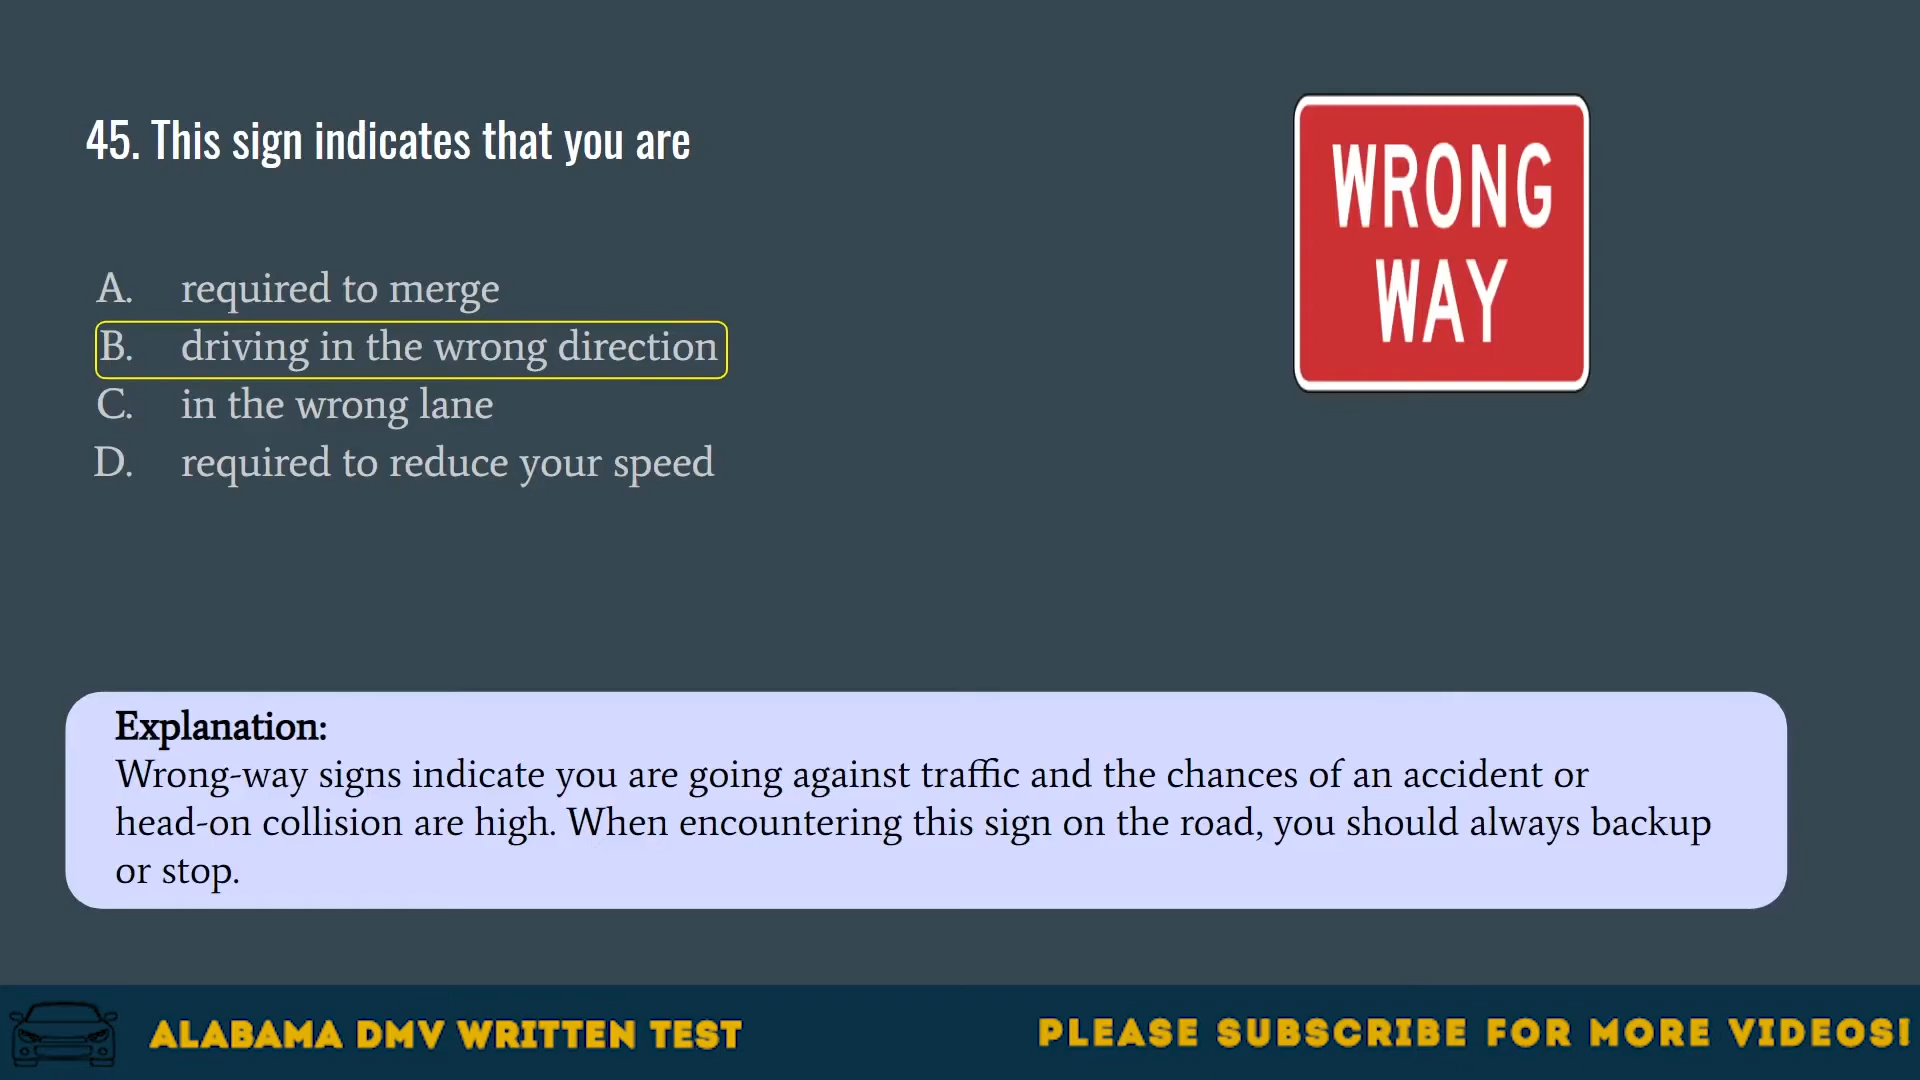 45. This sign indicates that you are
WRONG
WAY
A. required to merge
B. driving in the wrong direction
C. in the wrong lane
D. required to reduce your speed
Explanation:
Wrong-way signs indicate you are going against traffic and the chances of an accident or
head-on collision are high. When encountering this sign on the road, you should always backup
or stop.
ALABAMA DMV WRITTEN TEST
PLEASE SUBSCRIBE FOR MORE VIDEOS!